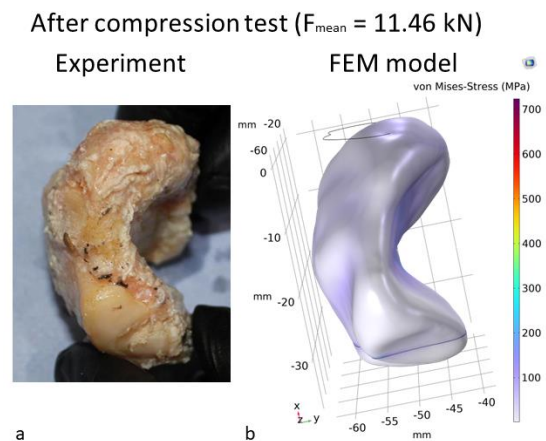 After compression test (Fmean = 11.46 kN)
Experiment
FEM model
von Mises-Stress (MPa)
mm -20
-60
0
-10
mm
-20
-30
x
z y
-60
-55
-50
-45
-40
mm
700
600
500
400
300
200
100
a
b